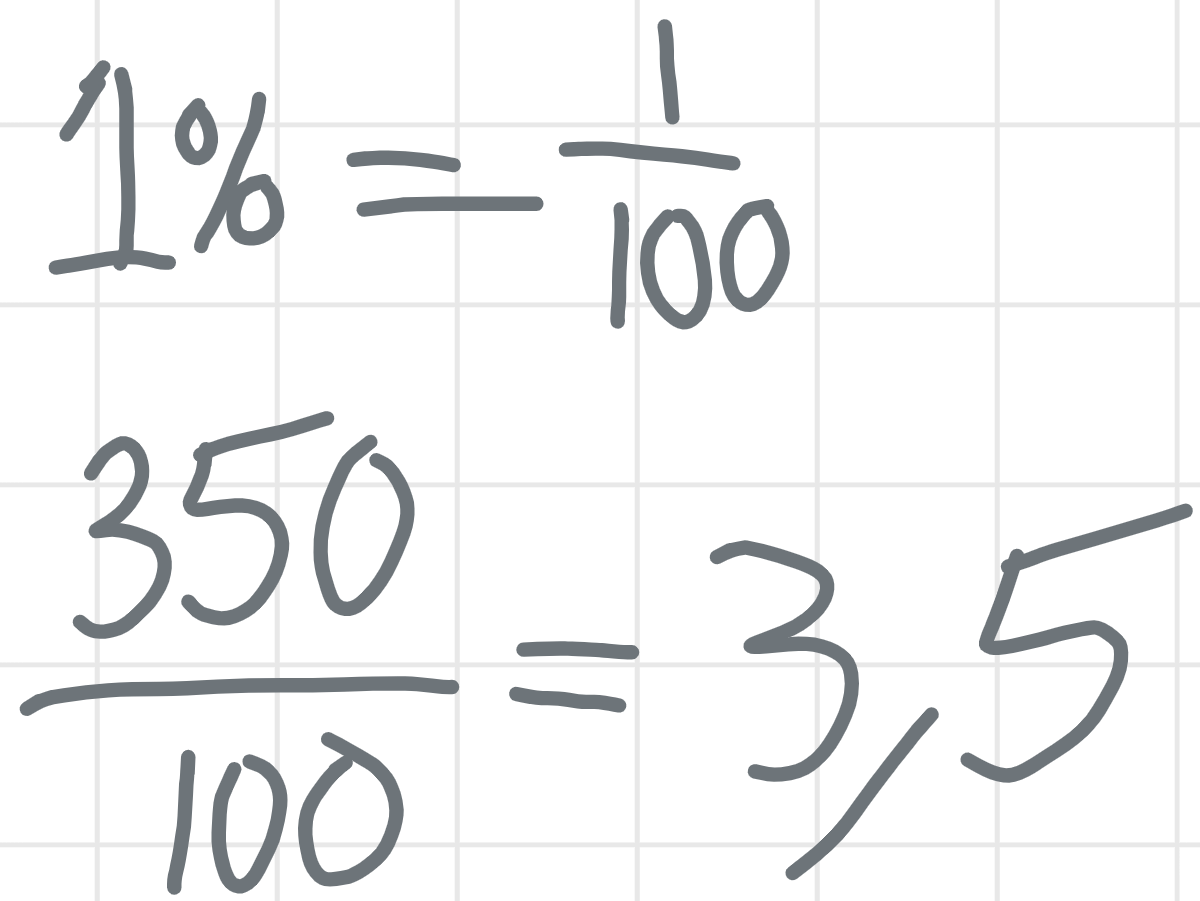 1% = 1/100
350/100 = 3,5